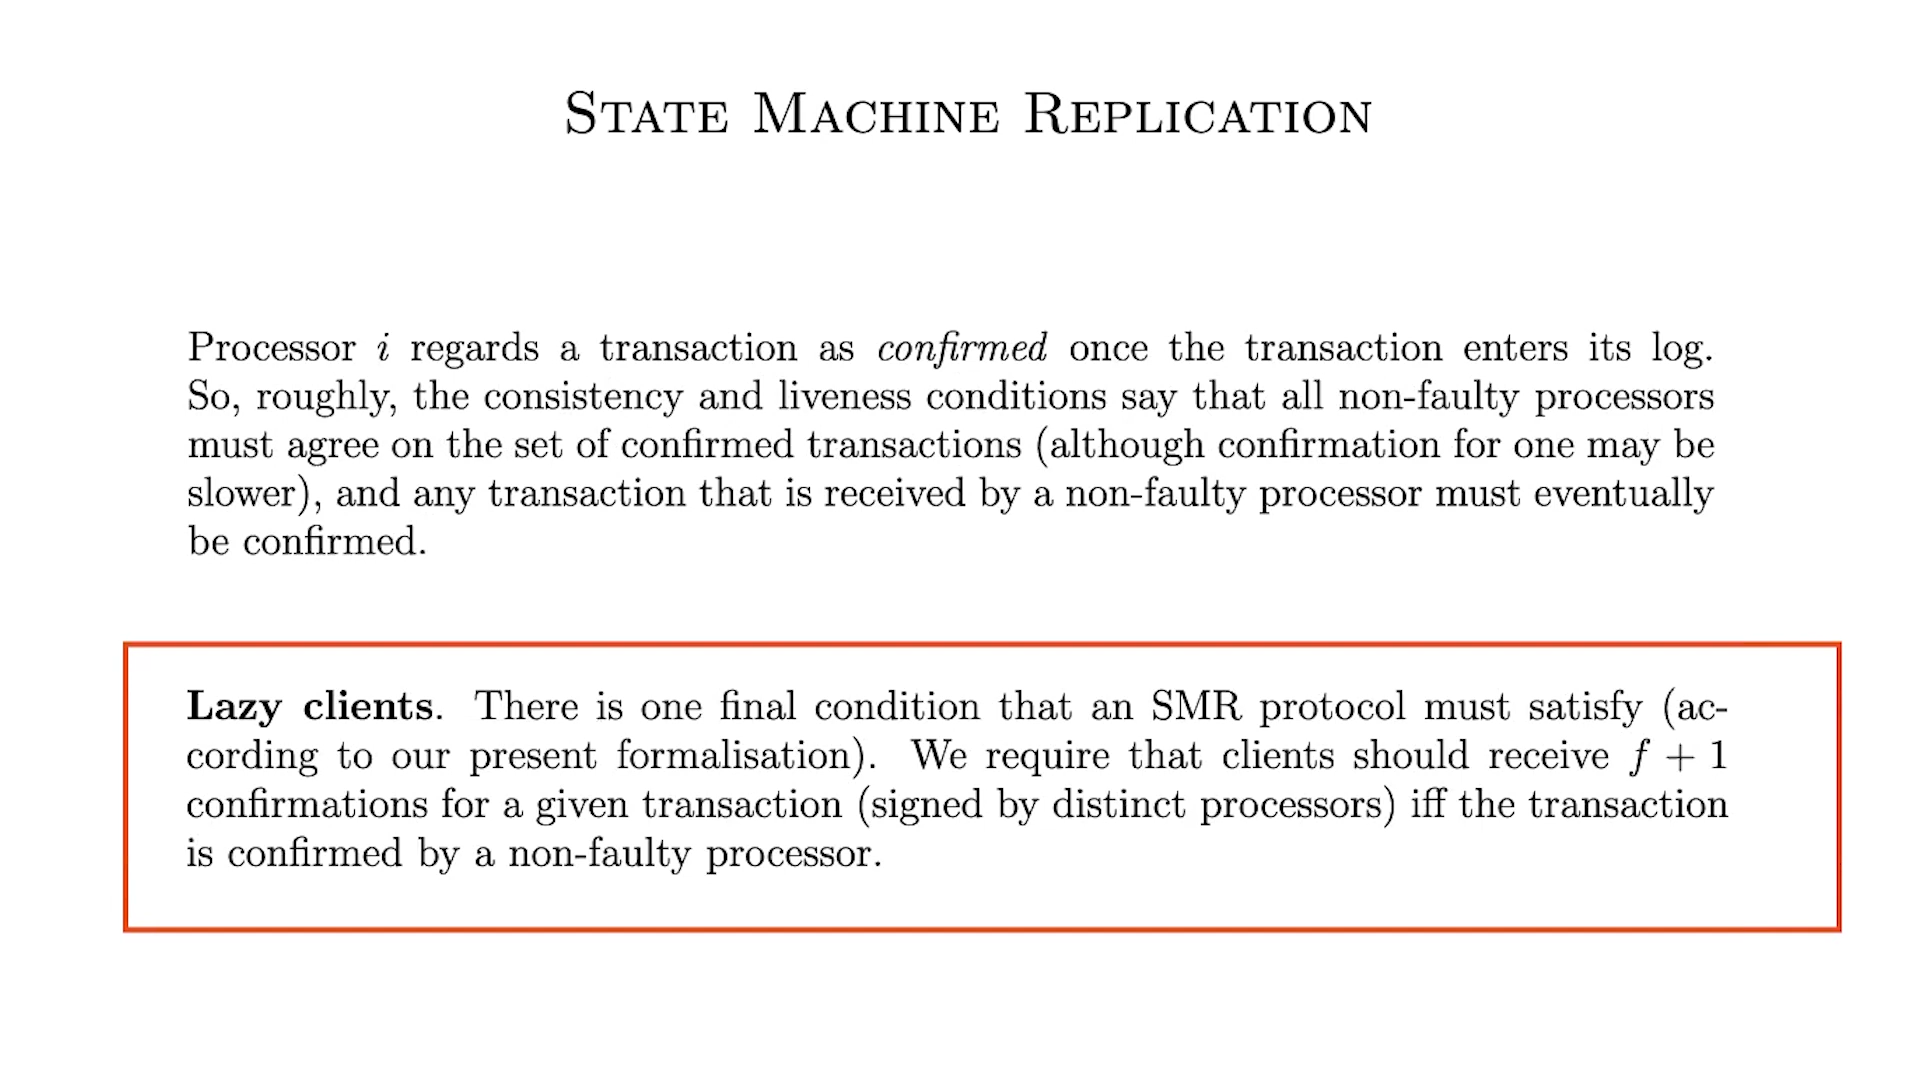 State Machine Replication
Processor i regards a transaction as confirmed once the transaction enters its log.
So, roughly, the consistency and liveness conditions say that all non-faulty processors
must agree on the set of confirmed transactions (although confirmation for one may be
slower), and any transaction that is received by a non-faulty processor must eventually
be confirmed.
Lazy clients. There is one final condition that an SMR protocol must satisfy (ac-
cording to our present formalisation). We require that clients should receive f + 1
confirmations for a given transaction (signed by distinct processors) iff the transaction
is confirmed by a non-faulty processor.